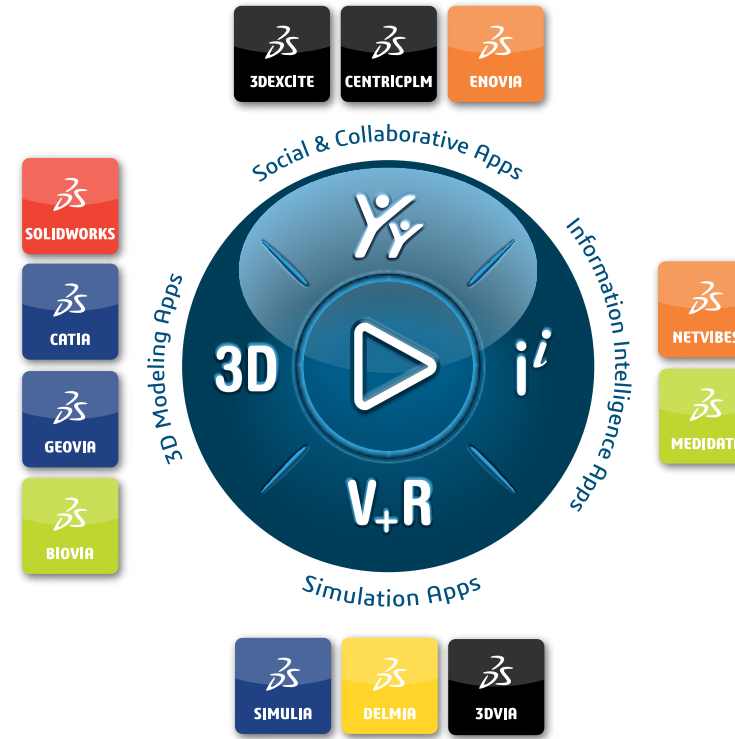 3DEXCITE
CENTRICPLM
ENOVIA
Social & Collaborative Apps
SOLIDWORKS
CATIA
GEOVIA
BIOVIA
3D Modeling Apps
3D
i i
V+R
Information Intelligence Apps
NETVIBES
MEDIDATA
Simulation Apps
SIMULIA
DELMIA
3DVIA